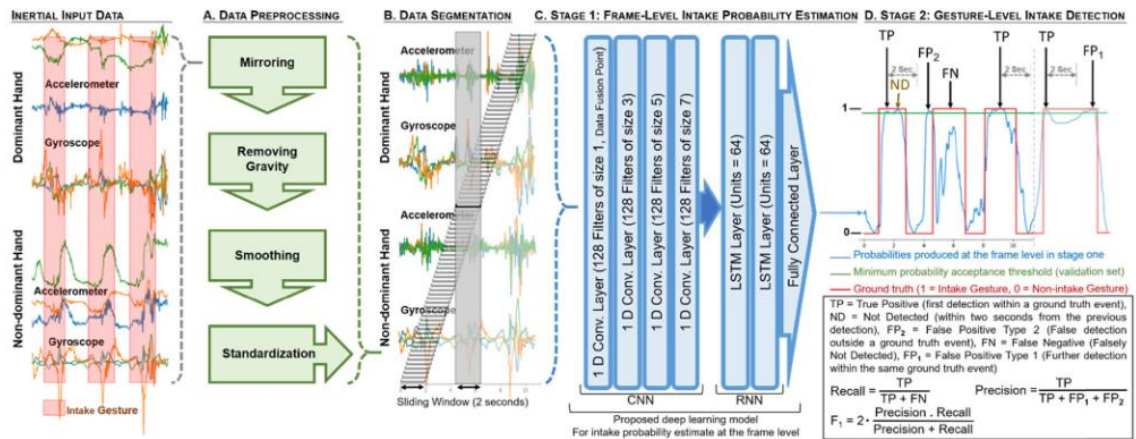 INERTIAL INPUT DATA
Dominant Hand
Accelerometer
Gyroscope
Non-dominant Hand
Accelerometer
Gyroscope
Intake Gesture
A. DATA PREPROCESSING
Mirroring
Removing
Gravity
Smoothing
Standardization
B. DATA SEGMENTATION
Accelerometer
Gyroscope
Accelerometer
Gyroscope
Sliding Window (2 seconds)
C. STAGE 1: FRAME-LEVEL INTAKE PROBABILITY ESTIMATION
1 D Conv. Layer (128 Filters of size 1, Data Fusion Point)
1 D Conv. Layer (128 Filters of size 3)
1 D Conv. Layer (128 Filters of size 5)
1 D Conv. Layer (128 Filters of size 7)
LSTM Layer (Units = 64)
LSTM Layer (Units = 64)
Fully Connected Layer
CNN
RNN
Proposed deep learning model
For intake probability estimate at the frame level
D. STAGE 2: GESTURE-LEVEL INTAKE DETECTION
TP
TP
TP
FP2
FP1
2 Sec.
2 Sec.
2 Sec.
ND
FN
1
0
0 2 4 6 8 10
Probabilities produced at the frame level in stage one
Minimum probability acceptance threshold (validation set)
Ground truth (1 = Intake Gesture, 0 = Non-intake Gesture)
TP = True Positive (first detection within a ground truth event),
ND = Not Detected (within two seconds from the previous
detection), FP2 = False Positive Type 2 (False detection
outside a ground truth event), FN = False Negative (Falsely
Not Detected), FP1 = False Positive Type 1 (Further detection
within the same ground truth event)
Recall = TP / TP + FN
Precision = TP / TP + FP1 + FP2
F1 = 2 · Precision . Recall / Precision + Recall